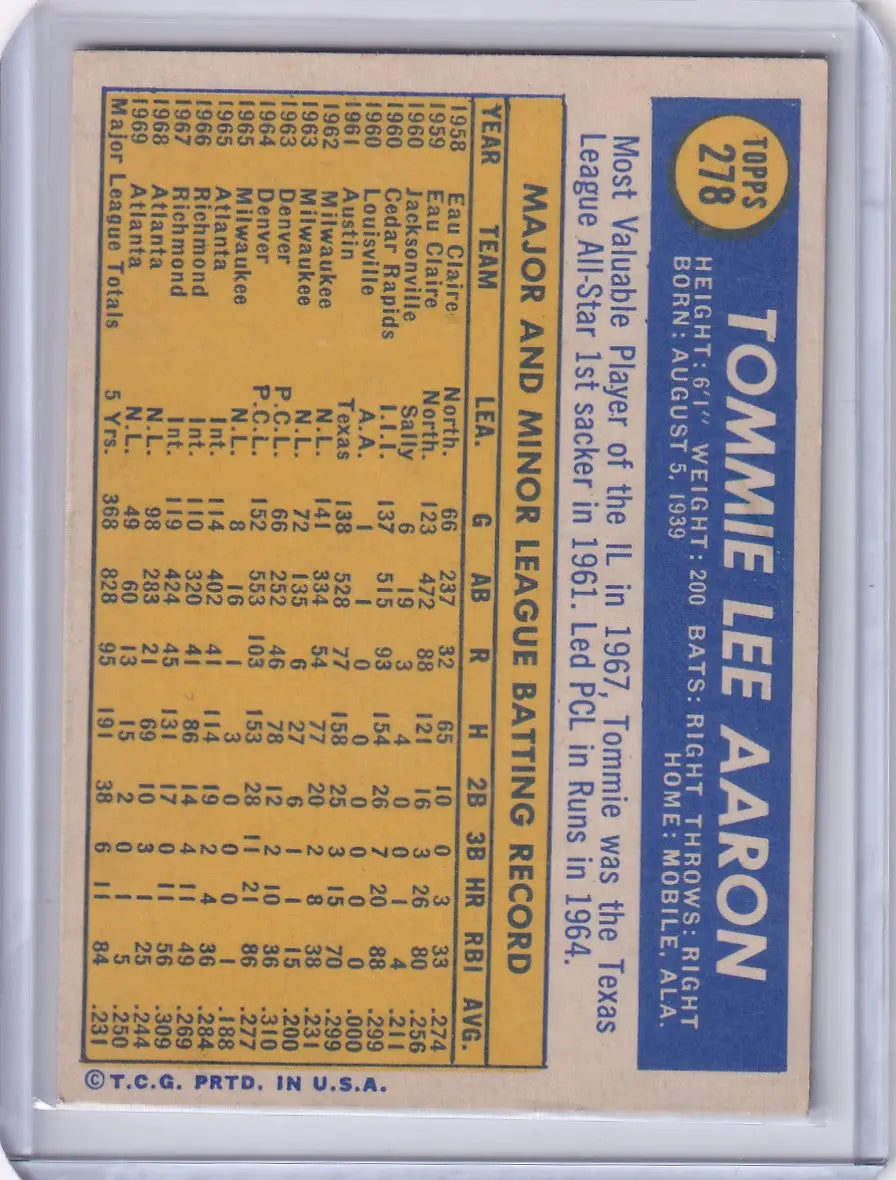 TOPPS
278
TOMMIE LEE AARON
HEIGHT: 6'1" WEIGHT: 200 BATS: RIGHT THROWS: RIGHT
BORN: AUGUST 5, 1939 HOME: MOBILE, ALA.
Most Valuable Player of the IL in 1967, Tommie was the Texas
League All-Star 1st sacker in 1961. Led PCL in Runs in 1964.
MAJOR AND MINOR LEAGUE BATTING RECORD
YEAR TEAM LEA. G AB R H 2B 3B HR RBI AVG.
1958 Eau Claire North. 66 237 32 65 10 0 3 33 .274
1959 Eau Claire North. 123 472 88 121 16 3 26 80 .256
1960 Jacksonville Sally 6 19 3 4 0 0 1 4 .211
1960 Cedar Rapids I.I.I. 137 515 93 154 26 7 20 88 .299
1960 Louisville A.A. 1 1 0 0 0 0 0 0 .000
1961 Austin Texas 138 528 77 158 25 3 15 70 .299
1962 Milwaukee N.L. 141 334 54 77 20 2 8 38 .231
1963 Milwaukee N.L. 72 135 6 27 6 1 1 15 .200
1963 Denver P.C.L. 66 252 46 78 12 2 10 36 .310
1964 Denver P.C.L. 152 553 103 153 28 11 21 86 .277
1965 Milwaukee N.L. 8 16 1 3 0 0 0 1 .188
1965 Atlanta Int. 114 402 41 114 19 2 4 36 .284
1966 Richmond Int. 110 320 41 86 14 4 11 49 .269
1967 Richmond Int. 119 424 45 131 17 0 11 56 .309
1968 Atlanta N.L. 98 283 21 69 10 3 1 25 .244
1969 Atlanta N.L. 49 60 13 15 2 0 1 5 .250
Major League Totals 5 Yrs. 368 828 95 191 38 6 11 84 .231
© T.C.G. PRTD. IN U.S.A.